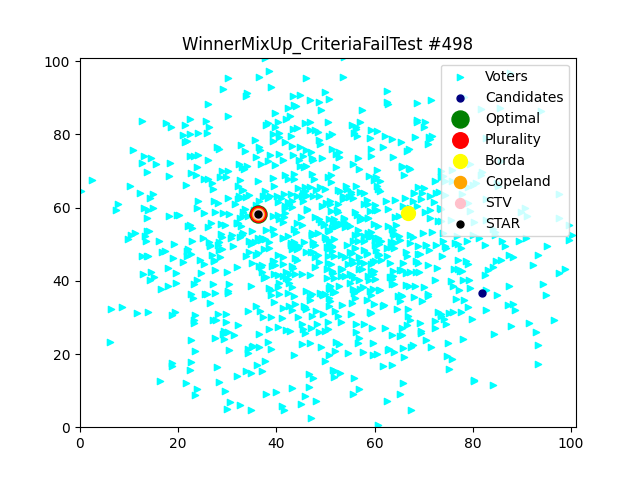 WinnerMixUp_CriteriaFailTest #498
Voters
Candidates
Optimal
Plurality
Borda
Copeland
STV
STAR
100
80
60
40
20
0
0 20 40 60 80 100